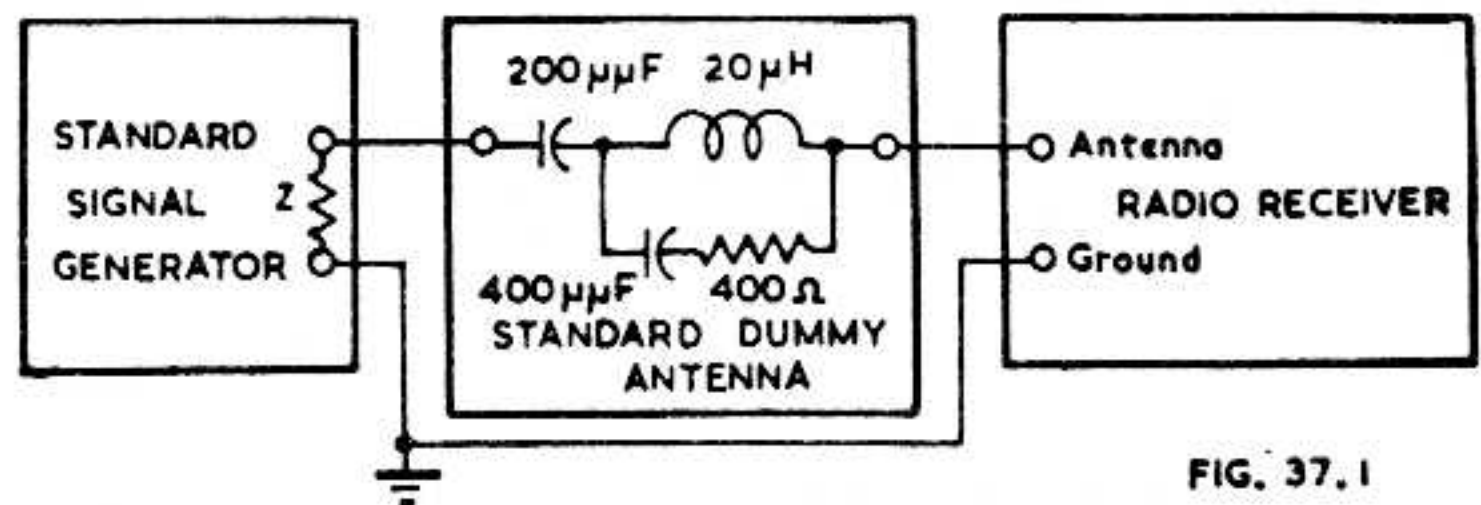 STANDARD
SIGNAL
GENERATOR
Z
200μμF 20μH
400μμF 400Ω
STANDARD DUMMY
ANTENNA
Antenna
RADIO RECEIVER
Ground
FIG. 37.1